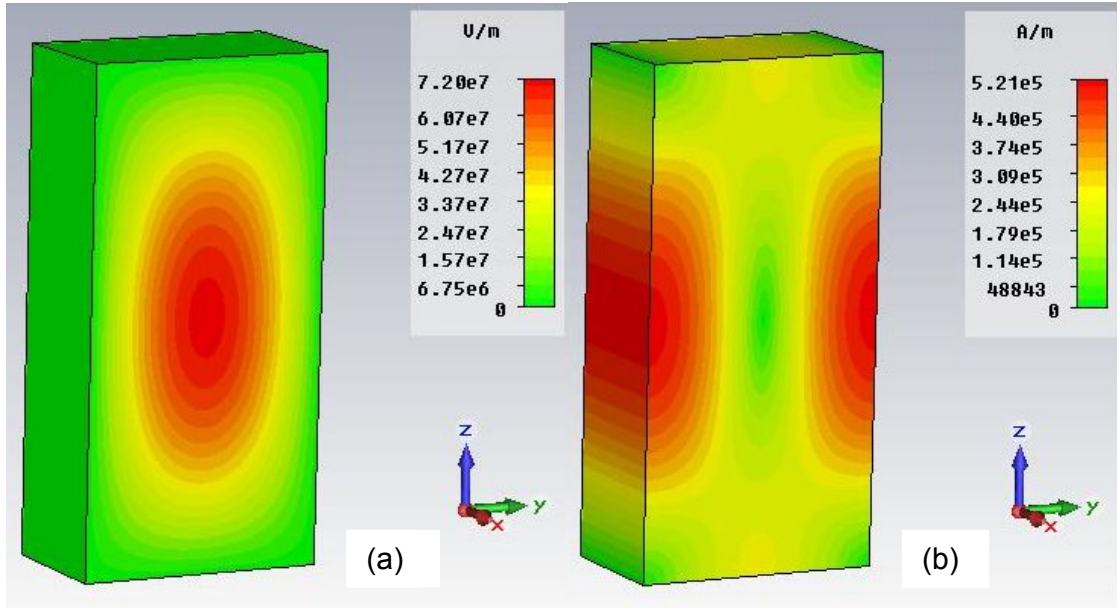 V/m
7.20e7
6.07e7
5.17e7
4.27e7
3.37e7
2.47e7
1.57e7
6.75e6
0
z
y
x
(a)
A/m
5.21e5
4.40e5
3.74e5
3.09e5
2.44e5
1.79e5
1.14e5
48843
0
z
y
x
(b)